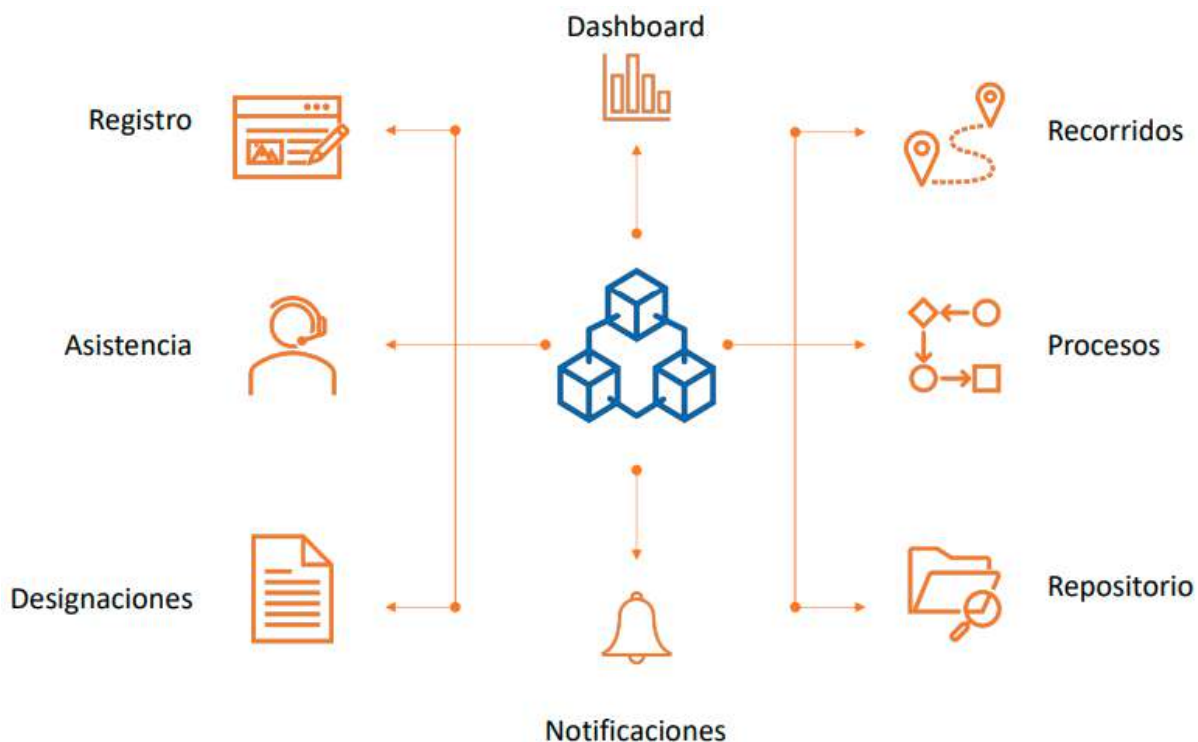 Dashboard
Registro
Recorridos
Asistencia
Procesos
Designaciones
Repositorio
Notificaciones